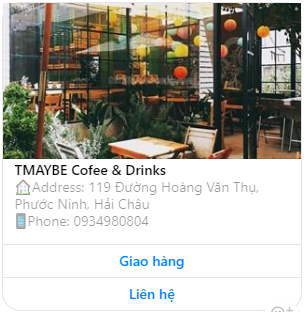 TMAYBE Cofee & Drinks
🏠Address: 119 Đường Hoàng Văn Thụ,
Phước Ninh, Hải Châu
📱Phone: 0934980804
Giao hàng
Liên hệ